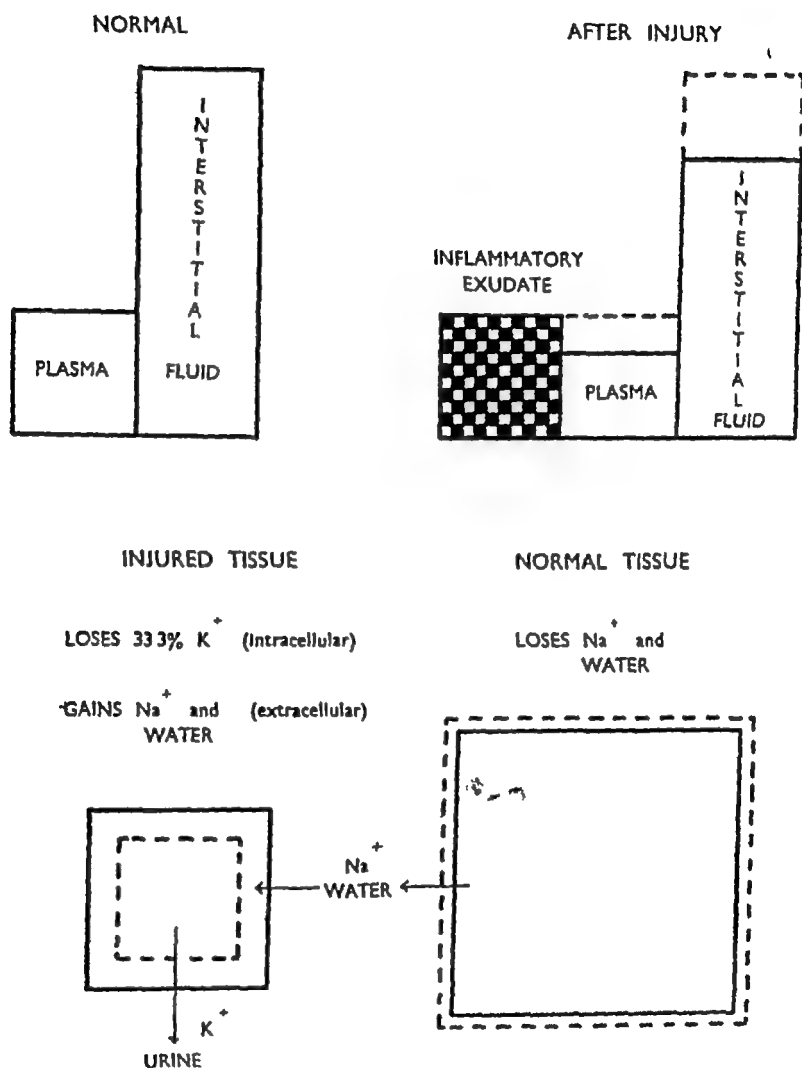 NORMAL
AFTER INJURY
INTERSTITIAL
FLUID
PLASMA
INFLAMMATORY
EXUDATE
PLASMA
INTERSTITIAL
FLUID
INJURED TISSUE
NORMAL TISSUE
LOSES 33 3% K+ (intracellular)
GAINS Na+ and (extracellular)
WATER
LOSES Na+ and
WATER
Na+
WATER
K+
URINE